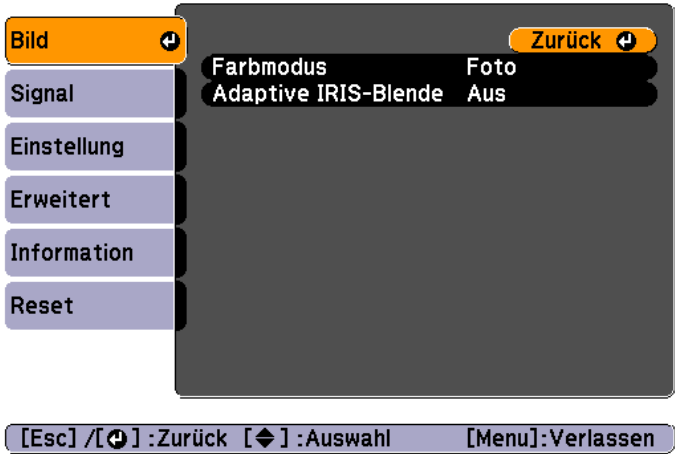 Bild
Signal
Einstellung
Erweitert
Information
Reset
Zurück
Farbmodus Foto
Adaptive IRIS-Blende Aus
[Esc] /[⏎] :Zurück [◆] :Auswahl [Menu]:Verlassen